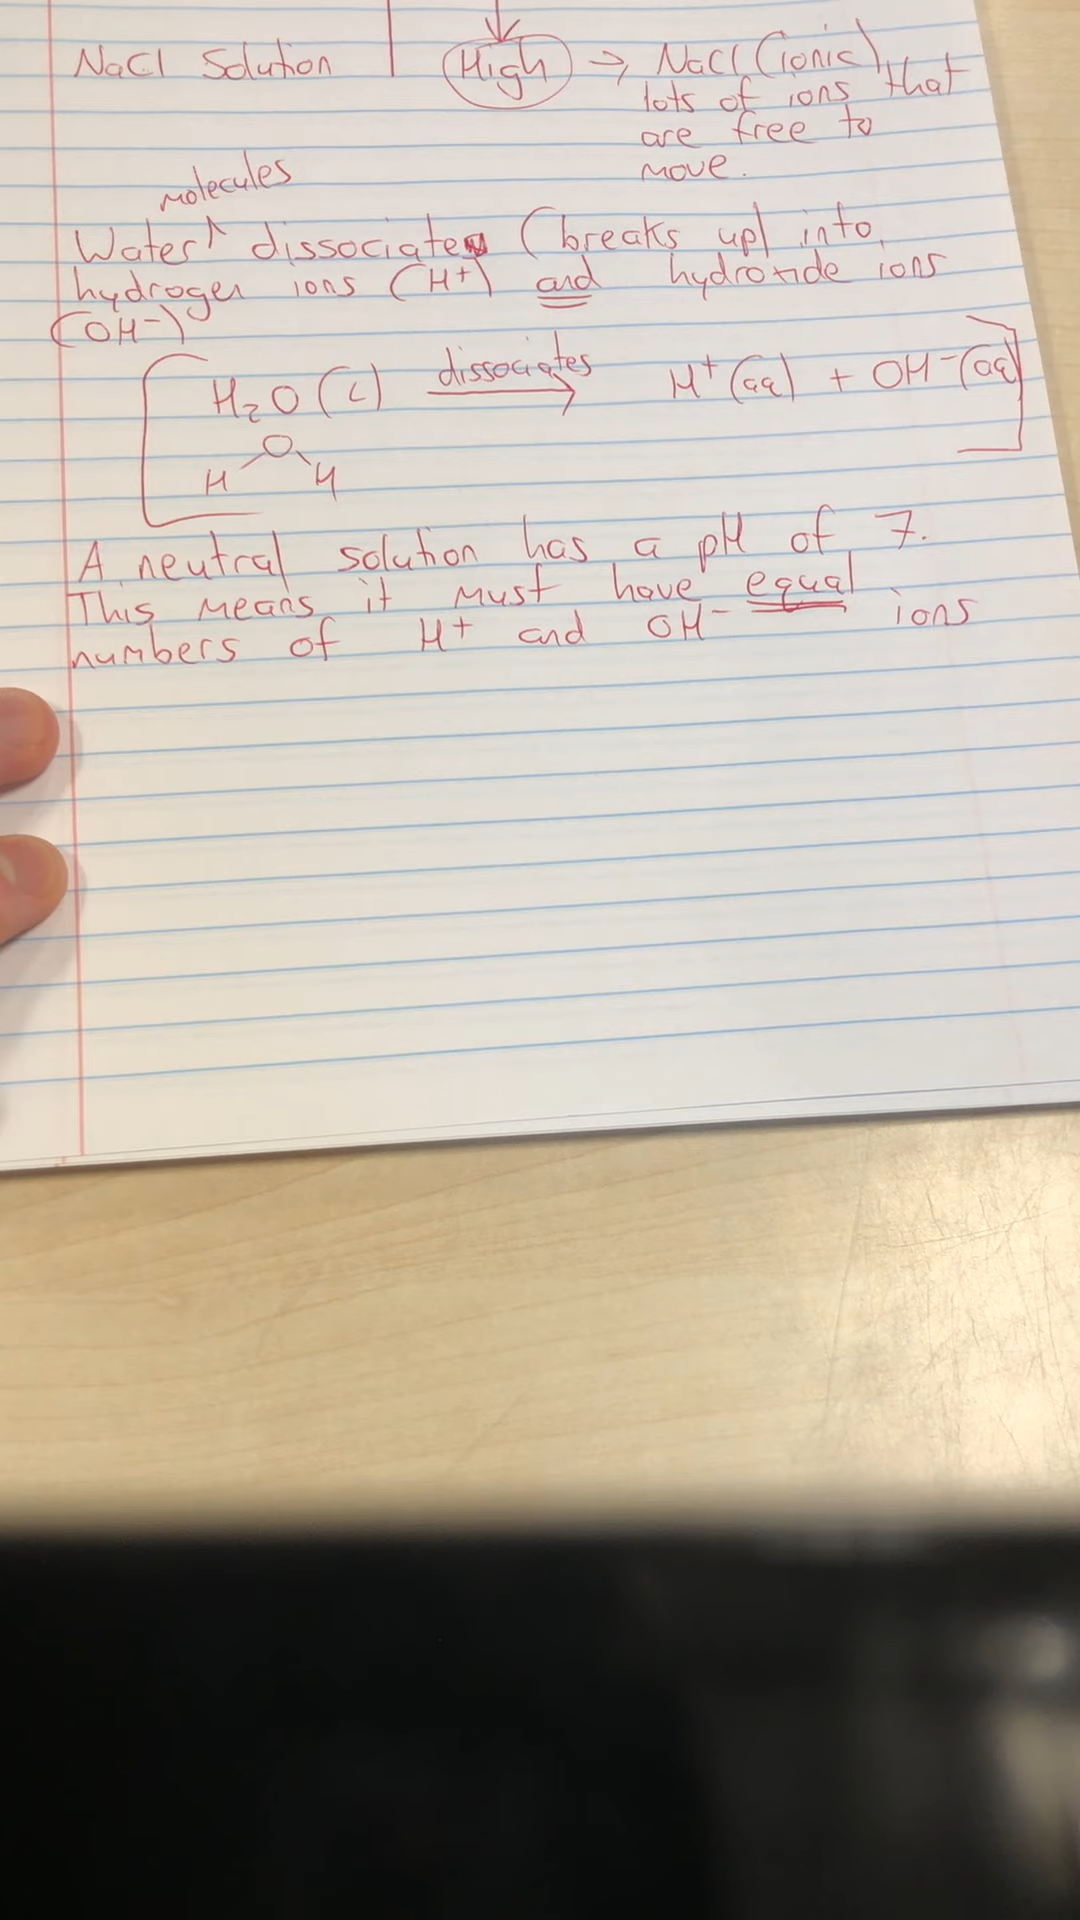 NaCl Solution High → NaCl (ionic)
lots of ions that
are free to
move.
molecules
Water^ dissociate (breaks up) into
hydrogen ions (H+) and hydroxide ions
(OH-)
H₂O (L) dissociates → H⁺(aq) + OH⁻(aq)
O
H H
A neutral solution has a pH of 7.
This means it must have equal
numbers of H+ and OH⁻ ions